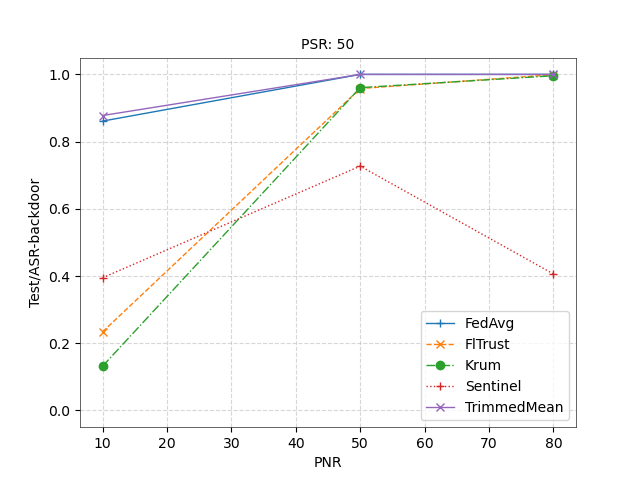 PSR: 50
Test/ASR-backdoor
1.0
0.8
0.6
0.4
0.2
0.0
10 20 30 40 50 60 70 80
PNR
FedAvg
FlTrust
Krum
Sentinel
TrimmedMean